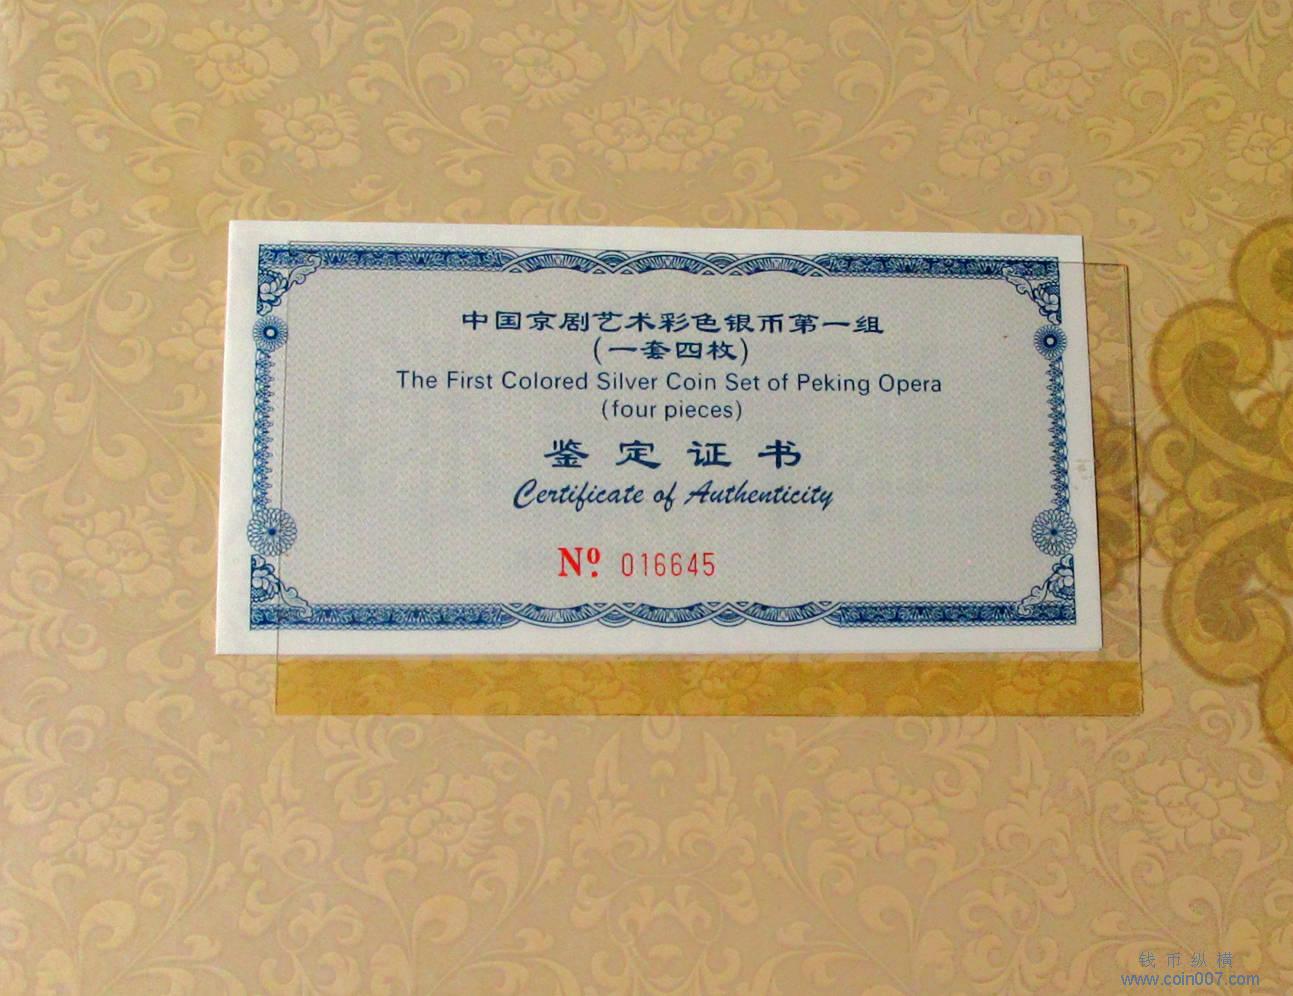 中国京剧艺术彩色银币第一组
(一套四枚)
The First Colored Silver Coin Set of Peking Opera
(four pieces)
鉴定证书
Certificate of Authenticity
Nº. 016645
钱币纵横
www.coin007.com